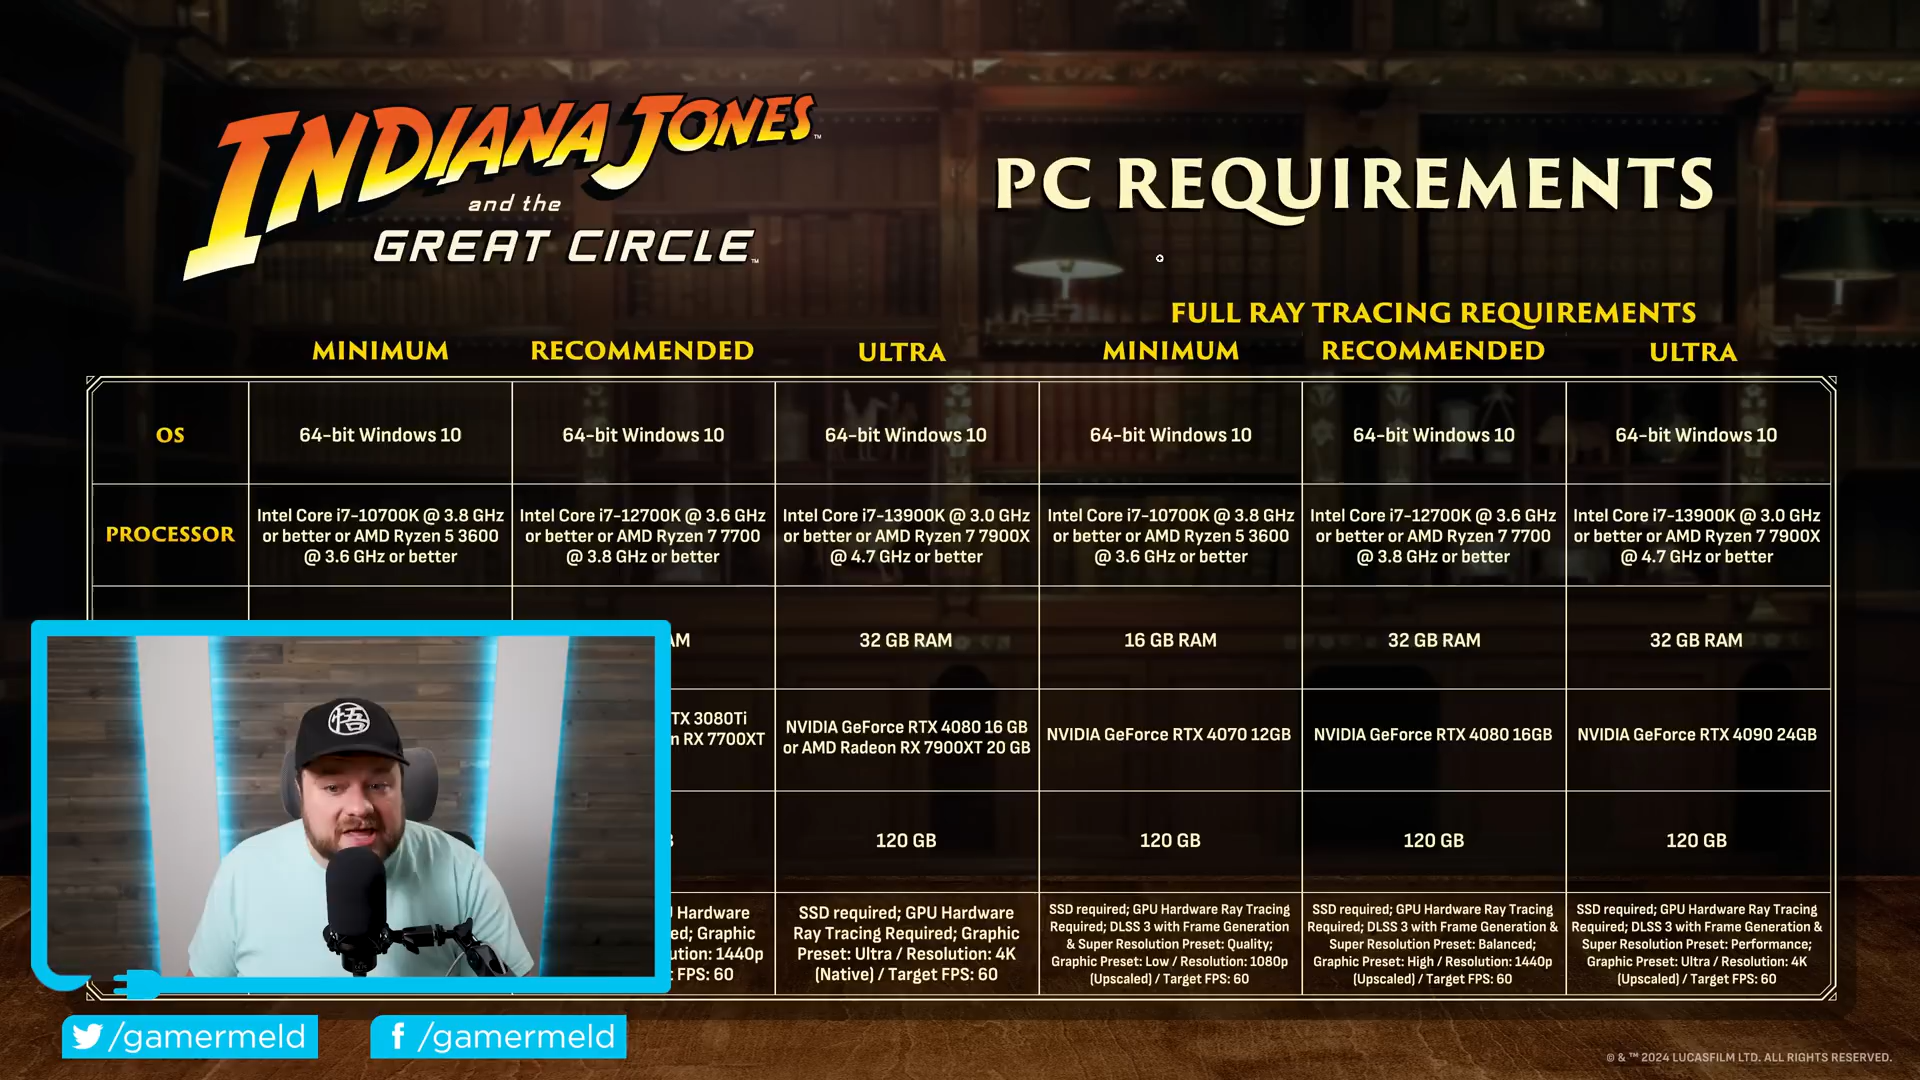 INDIANA JONES™
and the
GREAT CIRCLE™
PC REQUIREMENTS
FULL RAY TRACING REQUIREMENTS
MINIMUM RECOMMENDED ULTRA MINIMUM RECOMMENDED ULTRA
OS
64-bit Windows 10
64-bit Windows 10
64-bit Windows 10
64-bit Windows 10
64-bit Windows 10
64-bit Windows 10
PROCESSOR
Intel Core i7-10700K @ 3.8 GHz
or better or AMD Ryzen 5 3600
@ 3.6 GHz or better
Intel Core i7-12700K @ 3.6 GHz
or better or AMD Ryzen 7 7700
@ 3.8 GHz or better
Intel Core i7-13900K @ 3.0 GHz
or better or AMD Ryzen 7 7900X
@ 4.7 GHz or better
Intel Core i7-10700K @ 3.8 GHz
or better or AMD Ryzen 5 3600
@ 3.6 GHz or better
Intel Core i7-12700K @ 3.6 GHz
or better or AMD Ryzen 7 7700
@ 3.8 GHz or better
Intel Core i7-13900K @ 3.0 GHz
or better or AMD Ryzen 7 7900X
@ 4.7 GHz or better
32 GB RAM
16 GB RAM
32 GB RAM
32 GB RAM
3080Ti
RX 7700XT
NVIDIA GeForce RTX 4080 16 GB
or AMD Radeon RX 7900XT 20 GB
NVIDIA GeForce RTX 4070 12GB
NVIDIA GeForce RTX 4080 16GB
NVIDIA GeForce RTX 4090 24GB
120 GB
120 GB
120 GB
120 GB
Hardware
Graphic
1440p
FPS: 60
SSD required; GPU Hardware
Ray Tracing Required; Graphic
Preset: Ultra / Resolution: 4K
(Native) / Target FPS: 60
SSD required; GPU Hardware Ray Tracing
Required; DLSS 3 with Frame Generation
& Super Resolution Preset: Quality;
Graphic Preset: Low / Resolution: 1080p
(Upscaled) / Target FPS: 60
SSD required; GPU Hardware Ray Tracing
Required; DLSS 3 with Frame Generation &
Super Resolution Preset: Balanced;
Graphic Preset: High / Resolution: 1440p
(Upscaled) / Target FPS: 60
SSD required; GPU Hardware Ray Tracing
Required; DLSS 3 with Frame Generation &
Super Resolution Preset: Performance;
Graphic Preset: Ultra / Resolution: 4K
(Upscaled) / Target FPS: 60
悟
/gamermeld
f /gamermeld
© & ™ 2024 LUCASFILM LTD. ALL RIGHTS RESERVED.